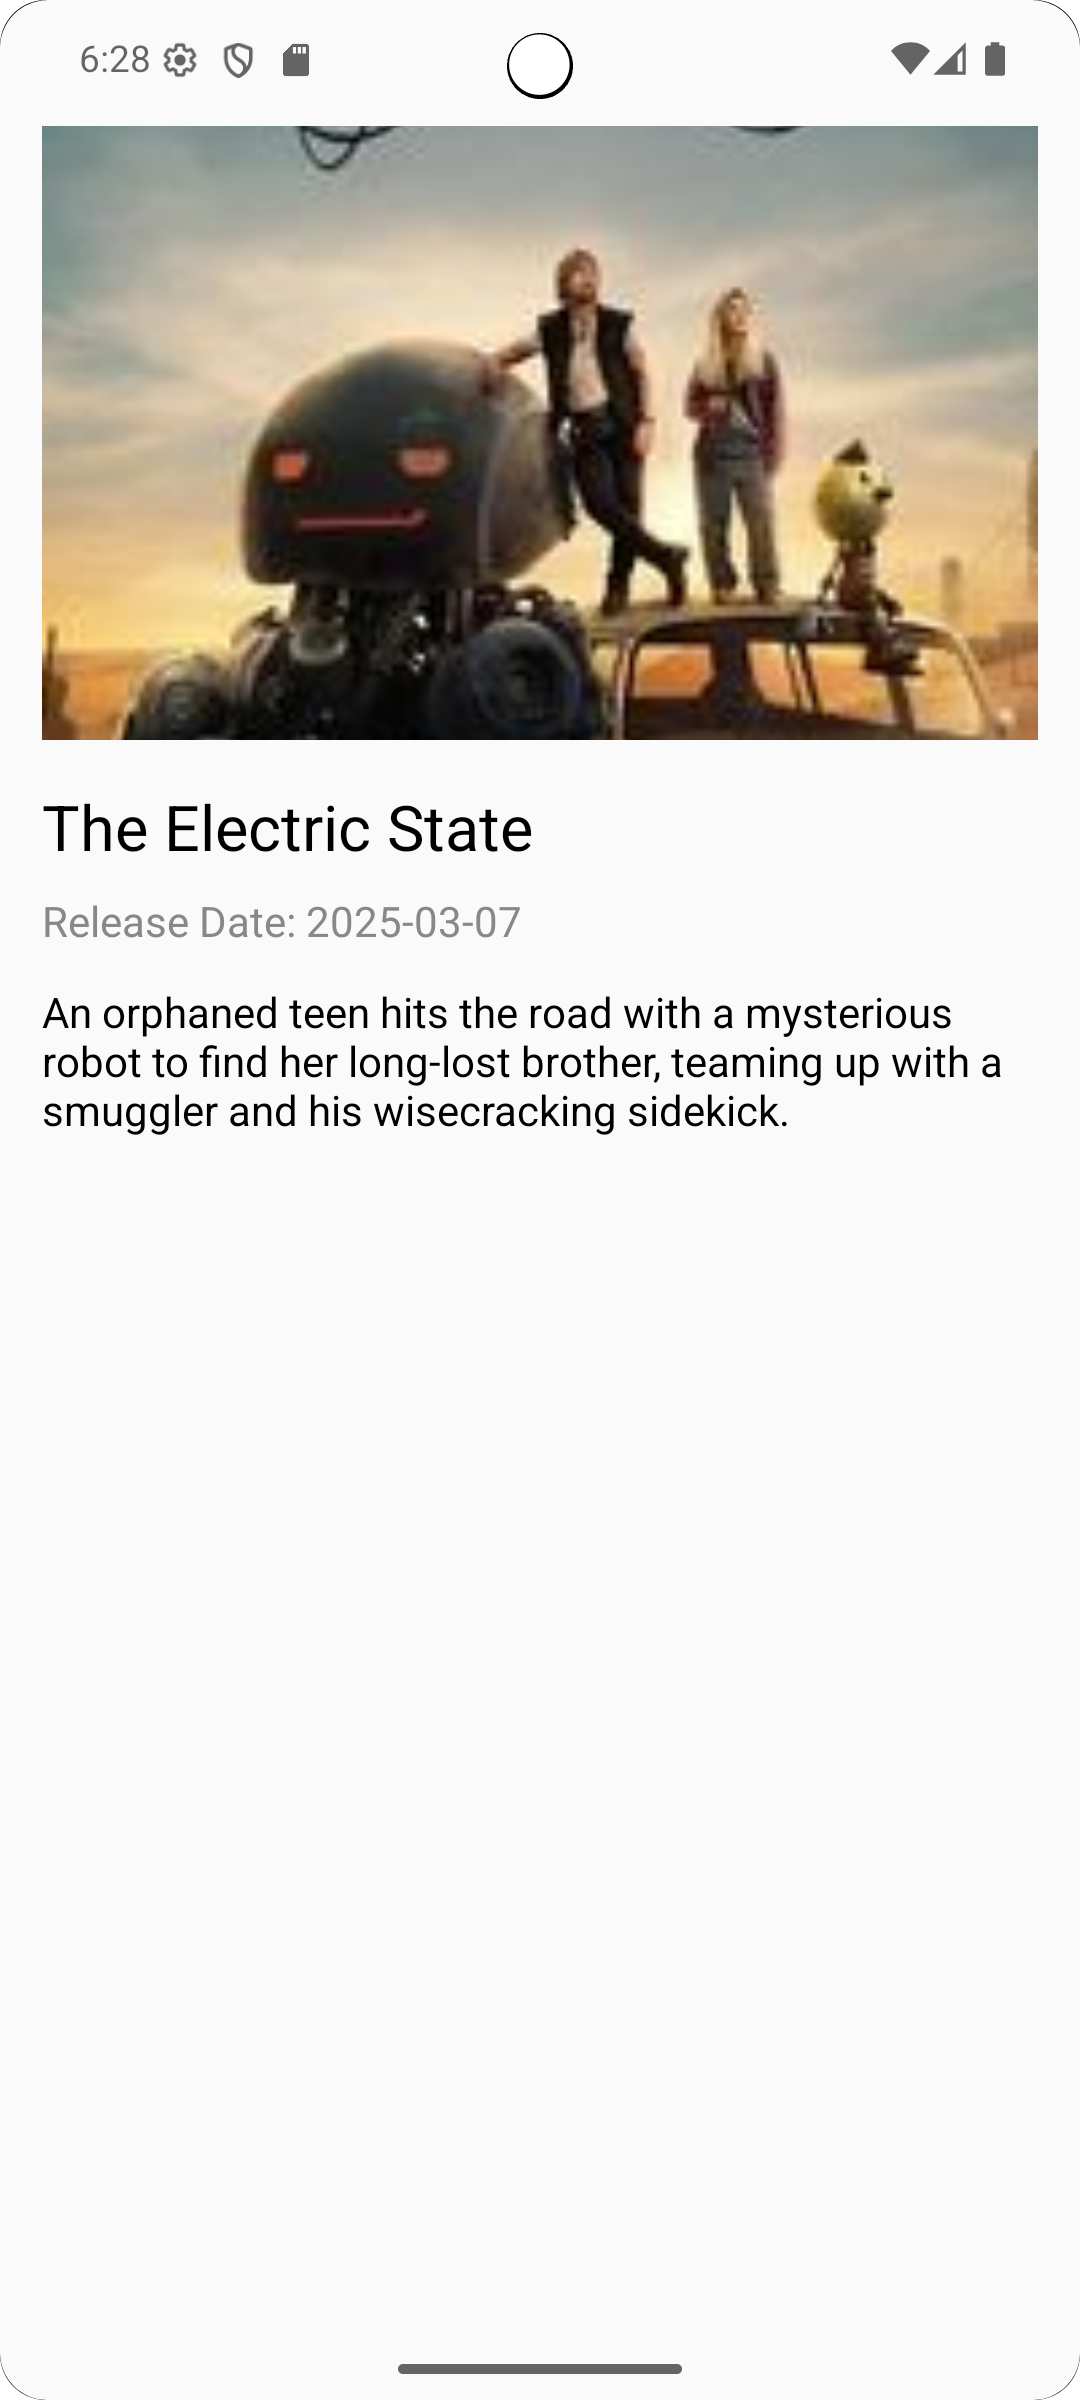 6:28
The Electric State
Release Date: 2025-03-07
An orphaned teen hits the road with a mysterious
robot to find her long-lost brother, teaming up with a
smuggler and his wisecracking sidekick.